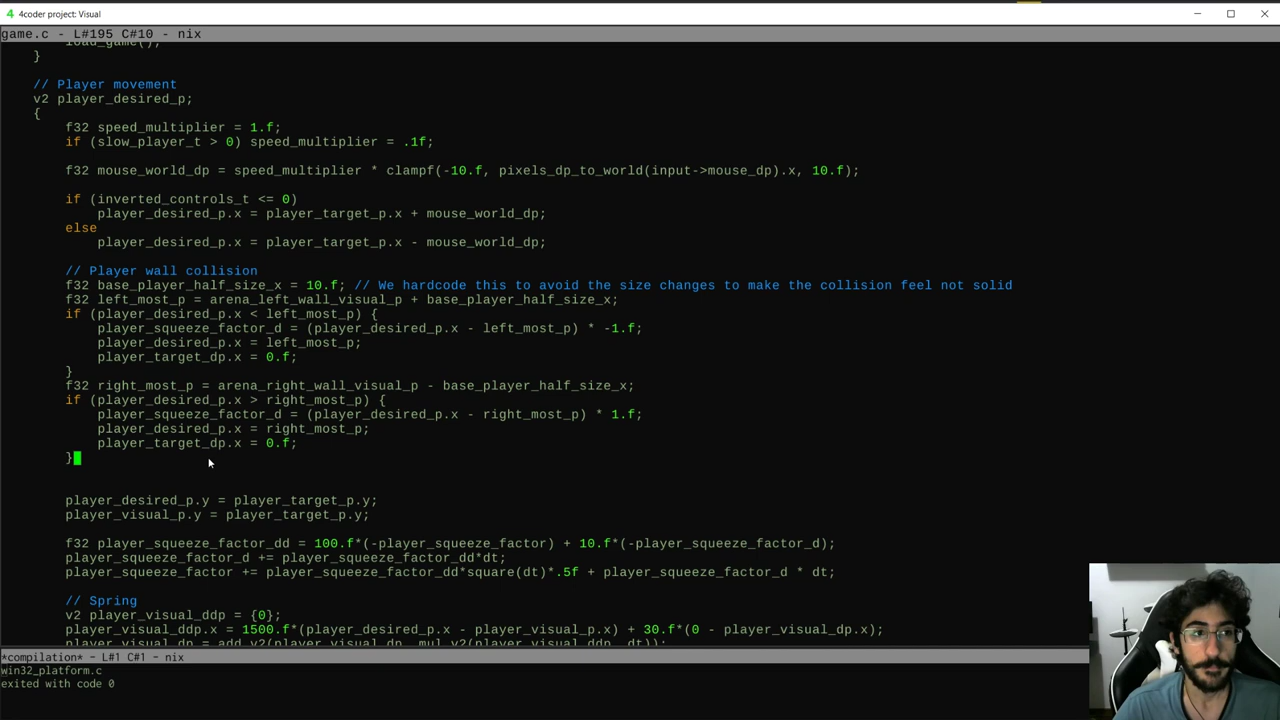 4 4coder project: Visual
game.c - L#195 C#10 - nix
load_game();
}
// Player movement
v2 player_desired_p;
{
f32 speed_multiplier = 1.f;
if (slow_player_t > 0) speed_multiplier = .1f;
f32 mouse_world_dp = speed_multiplier * clampf(-10.f, pixels_dp_to_world(input->mouse_dp).x, 10.f);
if (inverted_controls_t <= 0)
player_desired_p.x = player_target_p.x + mouse_world_dp;
else
player_desired_p.x = player_target_p.x - mouse_world_dp;
// Player wall collision
f32 base_player_half_size_x = 10.f; // We hardcode this to avoid the size changes to make the collision feel not solid
f32 left_most_p = arena_left_wall_visual_p + base_player_half_size_x;
if (player_desired_p.x < left_most_p) {
player_squeeze_factor_d = (player_desired_p.x - left_most_p) * -1.f;
player_desired_p.x = left_most_p;
player_target_dp.x = 0.f;
}
f32 right_most_p = arena_right_wall_visual_p - base_player_half_size_x;
if (player_desired_p.x > right_most_p) {
player_squeeze_factor_d = (player_desired_p.x - right_most_p) * 1.f;
player_desired_p.x = right_most_p;
player_target_dp.x = 0.f;
}
player_desired_p.y = player_target_p.y;
player_visual_p.y = player_target_p.y;
f32 player_squeeze_factor_dd = 100.f*(-player_squeeze_factor) + 10.f*(-player_squeeze_factor_d);
player_squeeze_factor_d += player_squeeze_factor_dd*dt;
player_squeeze_factor += player_squeeze_factor_dd*square(dt)*.5f + player_squeeze_factor_d * dt;
// Spring
v2 player_visual_ddp = {0};
player_visual_ddp.x = 1500.f*(player_desired_p.x - player_visual_p.x) + 30.f*(0 - player_visual_dp.x);
player_visual_dp = add_v2(player_visual_dp, mul_v2(player_visual_ddp, dt));
*compilation* - L#1 C#1 - nix
win32_platform.c
exited with code 0